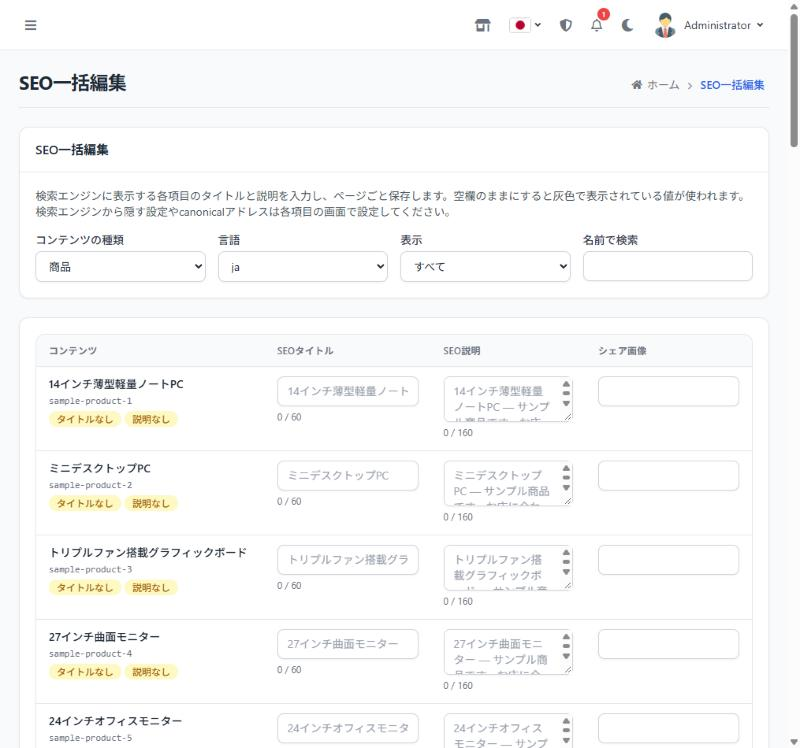 1
Administrator
SEO一括編集
ホーム > SEO一括編集
SEO一括編集
検索エンジンに表示する各項目のタイトルと説明を入力し、ページごと保存します。空欄のままにすると灰色で表示されている値が使われます。
検索エンジンから隠す設定やcanonicalアドレスは各項目の画面で設定してください。
コンテンツの種類 言語 表示 名前で検索
商品 ja すべて
コンテンツ SEOタイトル SEO説明 シェア画像
14インチ薄型軽量ノートPC
sample-product-1
タイトルなし 説明なし
14インチ薄型軽量ノート
0 / 60
14インチ薄型軽量
ノートPC — サンプ
0 / 160
ミニデスクトップPC
sample-product-2
タイトルなし 説明なし
ミニデスクトップPC
0 / 60
ミニデスクトップ
PC — サンプル商品
0 / 160
トリプルファン搭載グラフィックボード
sample-product-3
タイトルなし 説明なし
トリプルファン搭載グラ
0 / 60
トリプルファン搭
載グラフィックボ
0 / 160
27インチ曲面モニター
sample-product-4
タイトルなし 説明なし
27インチ曲面モニター
0 / 60
27インチ曲面モニ
ター — サンプル商
0 / 160
24インチオフィスモニター
sample-product-5
24インチオフィスモニタ
24インチオフィス
モニター — サンプ